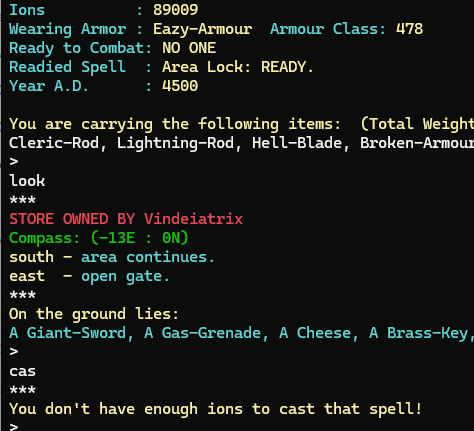 Ions : 89009
Wearing Armor : Eazy-Armour Armour Class: 478
Ready to Combat: NO ONE
Readied Spell : Area Lock: READY.
Year A.D. : 4500
You are carrying the following items: (Total Weight
Cleric-Rod, Lightning-Rod, Hell-Blade, Broken-Armour
>
look
***
STORE OWNED BY Vindeiatrix
Compass: (-13E : 0N)
south - area continues.
east - open gate.
***
On the ground lies:
A Giant-Sword, A Gas-Grenade, A Cheese, A Brass-Key,
>
cas
***
You don't have enough ions to cast that spell!
>